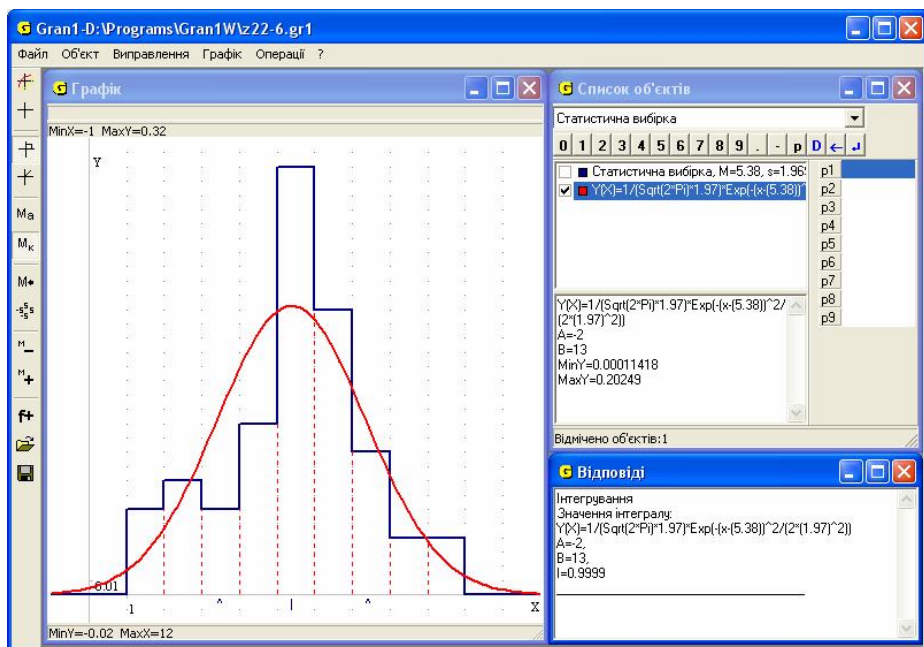 Gran1-D:\Programs\Gran1W\z22-6.gr1
Файл Об'єкт Виправлення Графік Операції ?
Графік
MinX=-1 MaxY=0.32
Y
0.01
-1
X
MinY=-0.02 MaxX=12
Ma
Мк
M
-5 5 5
M
M +
f+
Список об'єктів
Статистична вибірка
0 1 2 3 4 5 6 7 8 9 . - p D ← ↲
Статистична вибірка, M=5.38, s=1.96
Y(X)=1/(Sqrt(2*Pi)*1.97)*Exp(-(x-(5.38))^
p1
p2
p3
p4
p5
p6
p7
p8
p9
Y(X)=1/(Sqrt(2*Pi)*1.97)*Exp(-(x-(5.38))^2/
(2*(1.97)^2))
A=-2
B=13
MinY=0.00011418
MaxY=0.20249
Відмічено об'єктів:1
Відповіді
Інтегрування
Значення інтегралу:
Y(X)=1/(Sqrt(2*Pi)*1.97)*Exp(-(x-(5.38))^2/(2*(1.97)^2))
A=-2,
B=13,
I=0.9999